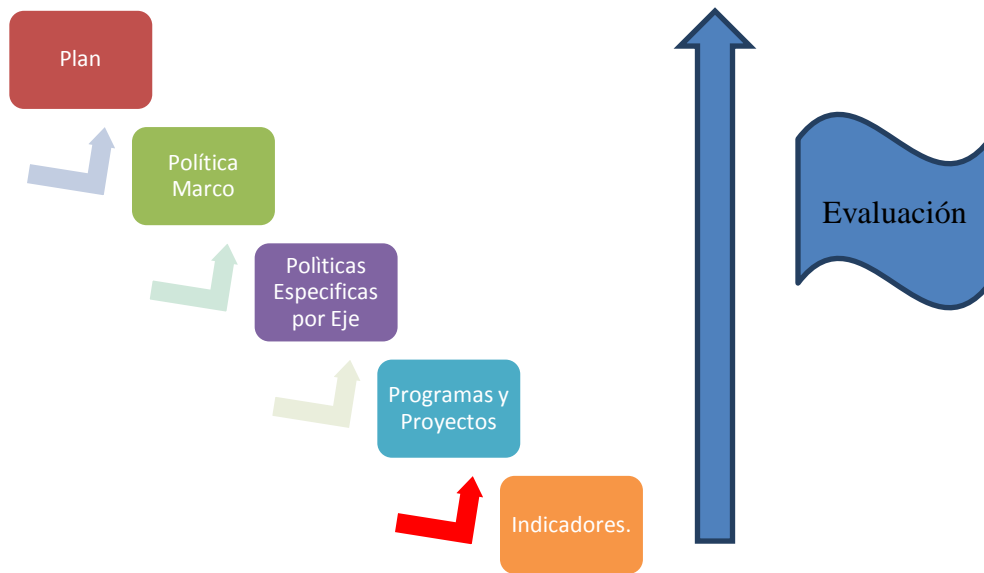 Plan
Política
Marco
Polìticas
Especificas
por Eje
Programas y
Proyectos
Indicadores.
Evaluación